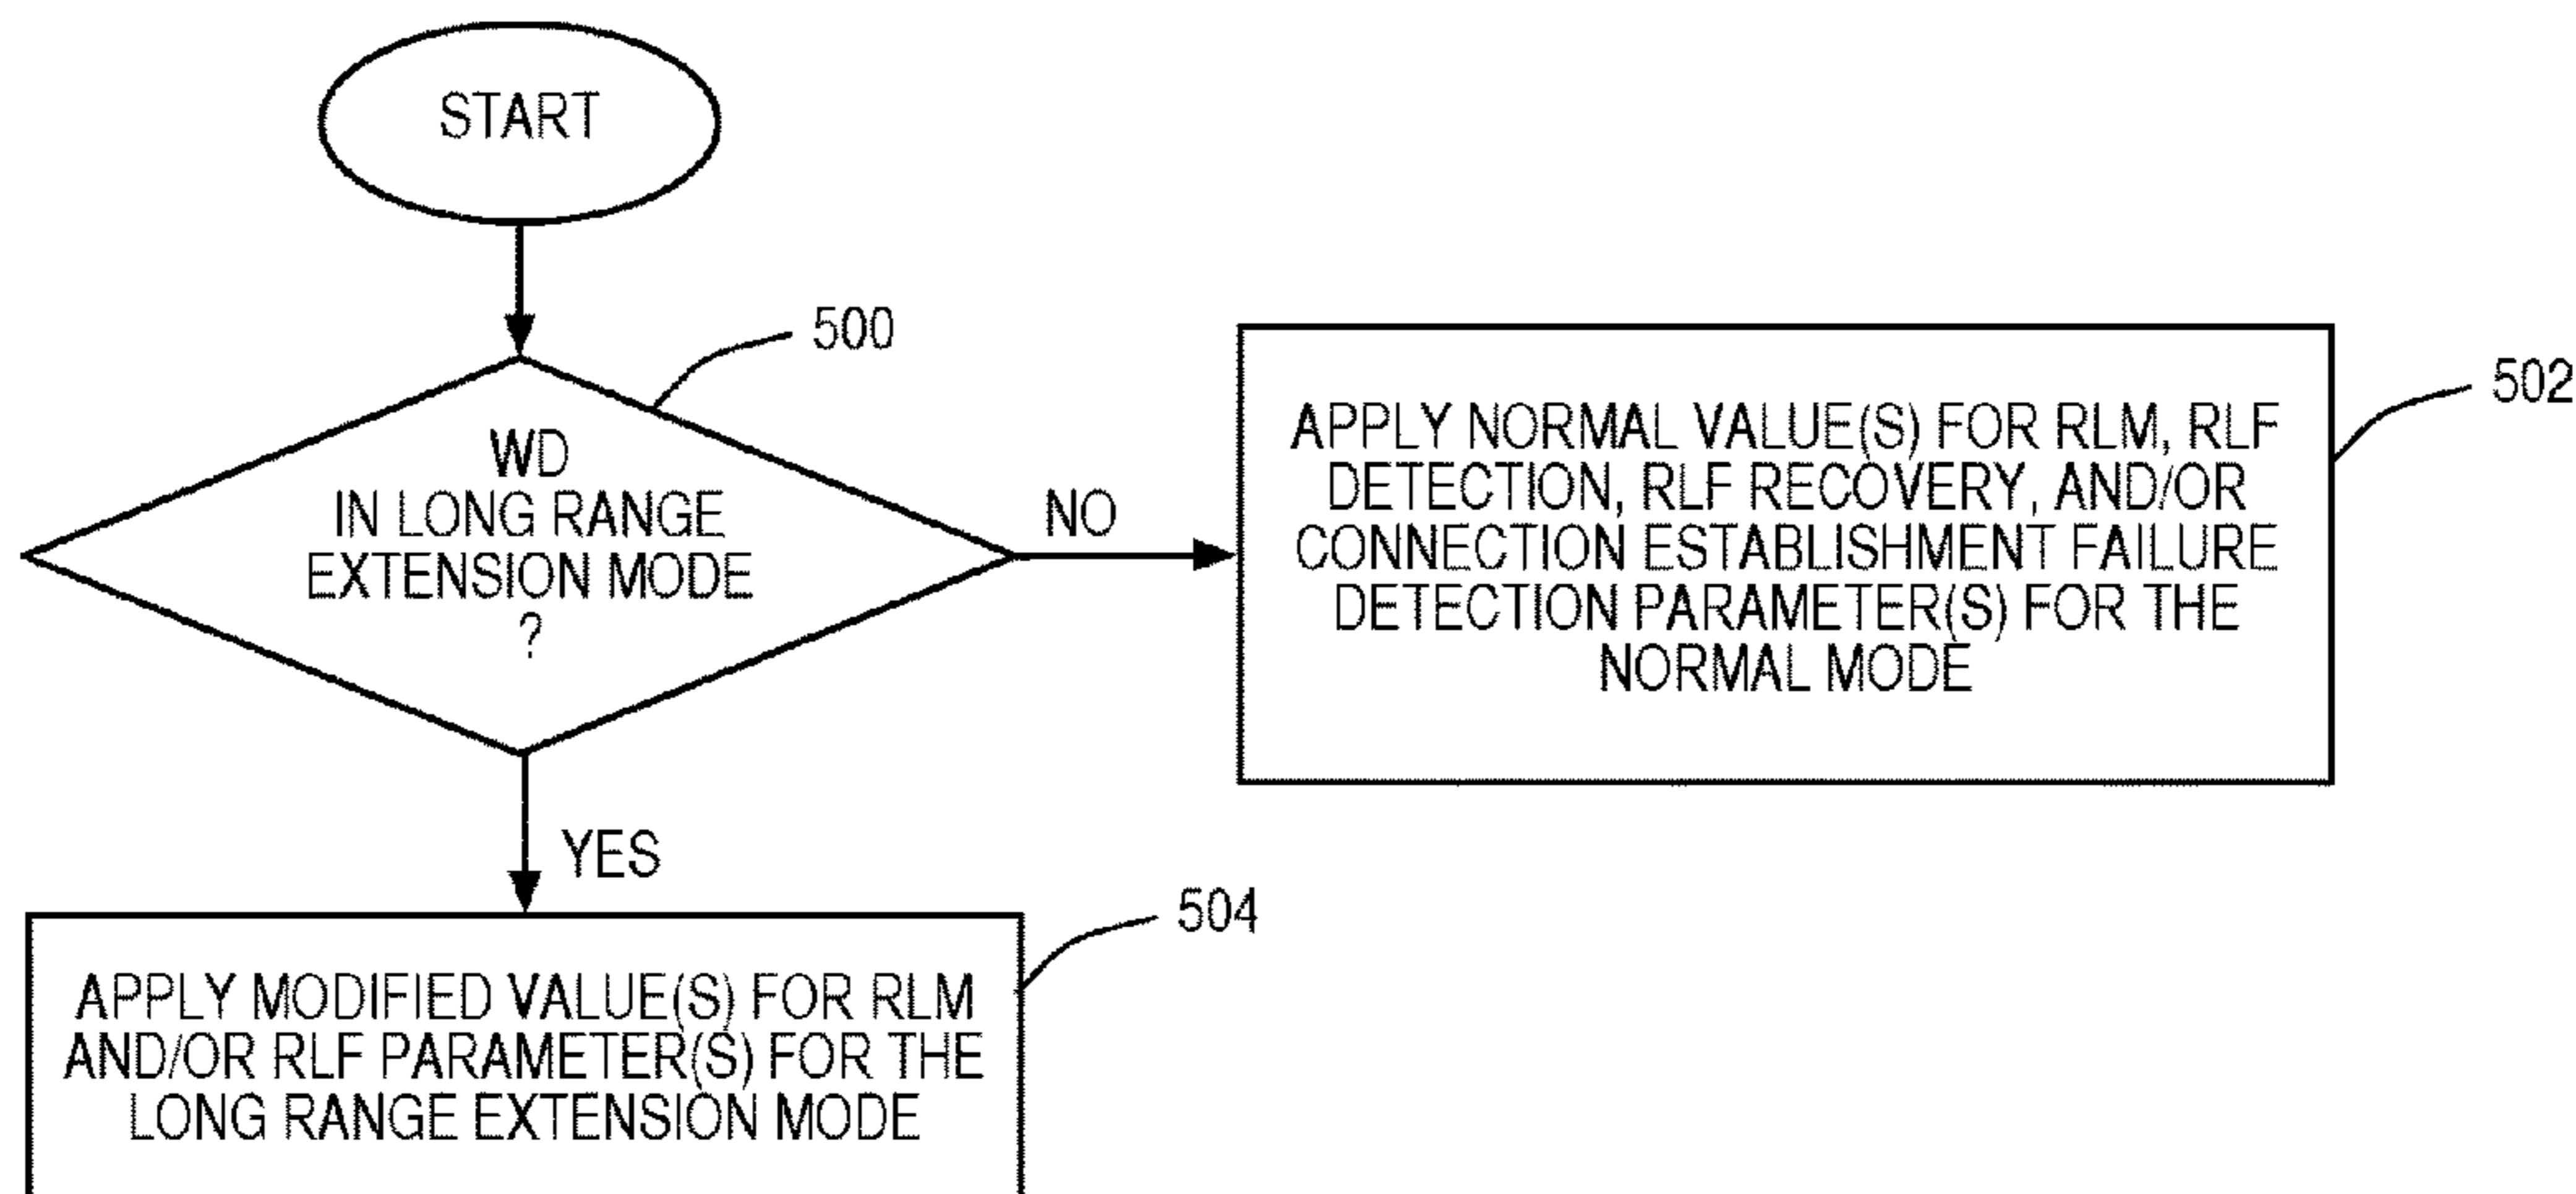 START
500
WD
IN LONG RANGE
EXTENSION MODE
?
NO
502
APPLY NORMAL VALUE(S) FOR RLM, RLF
DETECTION, RLF RECOVERY, AND/OR
CONNECTION ESTABLISHMENT FAILURE
DETECTION PARAMETER(S) FOR THE
NORMAL MODE
YES
504
APPLY MODIFIED VALUE(S) FOR RLM
AND/OR RLF PARAMETER(S) FOR THE
LONG RANGE EXTENSION MODE